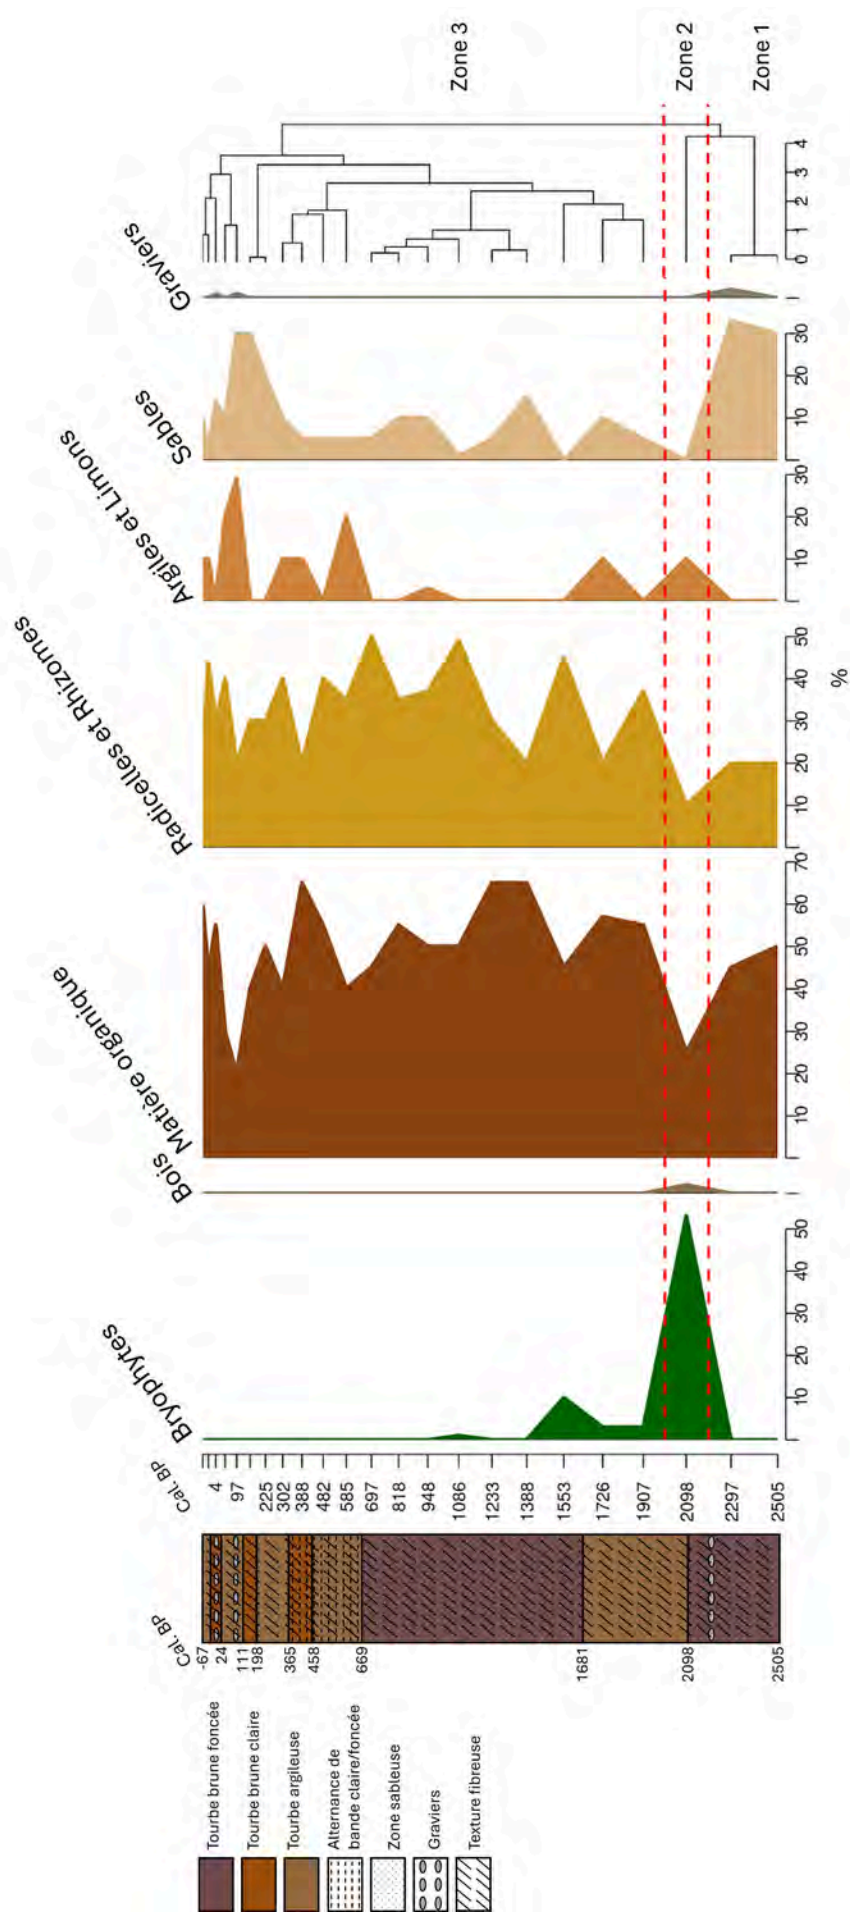 Tourbe brune foncée
Tourbe brune claire
Tourbe argileuse
Alternance de
bande claire/foncée
Zone sableuse
Graviers
Texture fibreuse
Cal. BP
-67
24
111
198
365
458
669
1681
2098
2505
Cal. BP
4
97
225
302
388
482
585
697
818
948
1086
1233
1388
1553
1726
1907
2098
2297
2505
Bryophytes
10
20
30
40
50
Bois
Matière organique
10
20
30
40
50
60
70
Radicelles et Rhizomes
10
20
30
40
50
%
Argiles et Limons
10
20
30
Sables
10
20
30
Graviers
0
1
2
3
4
Zone 3
Zone 2
Zone 1